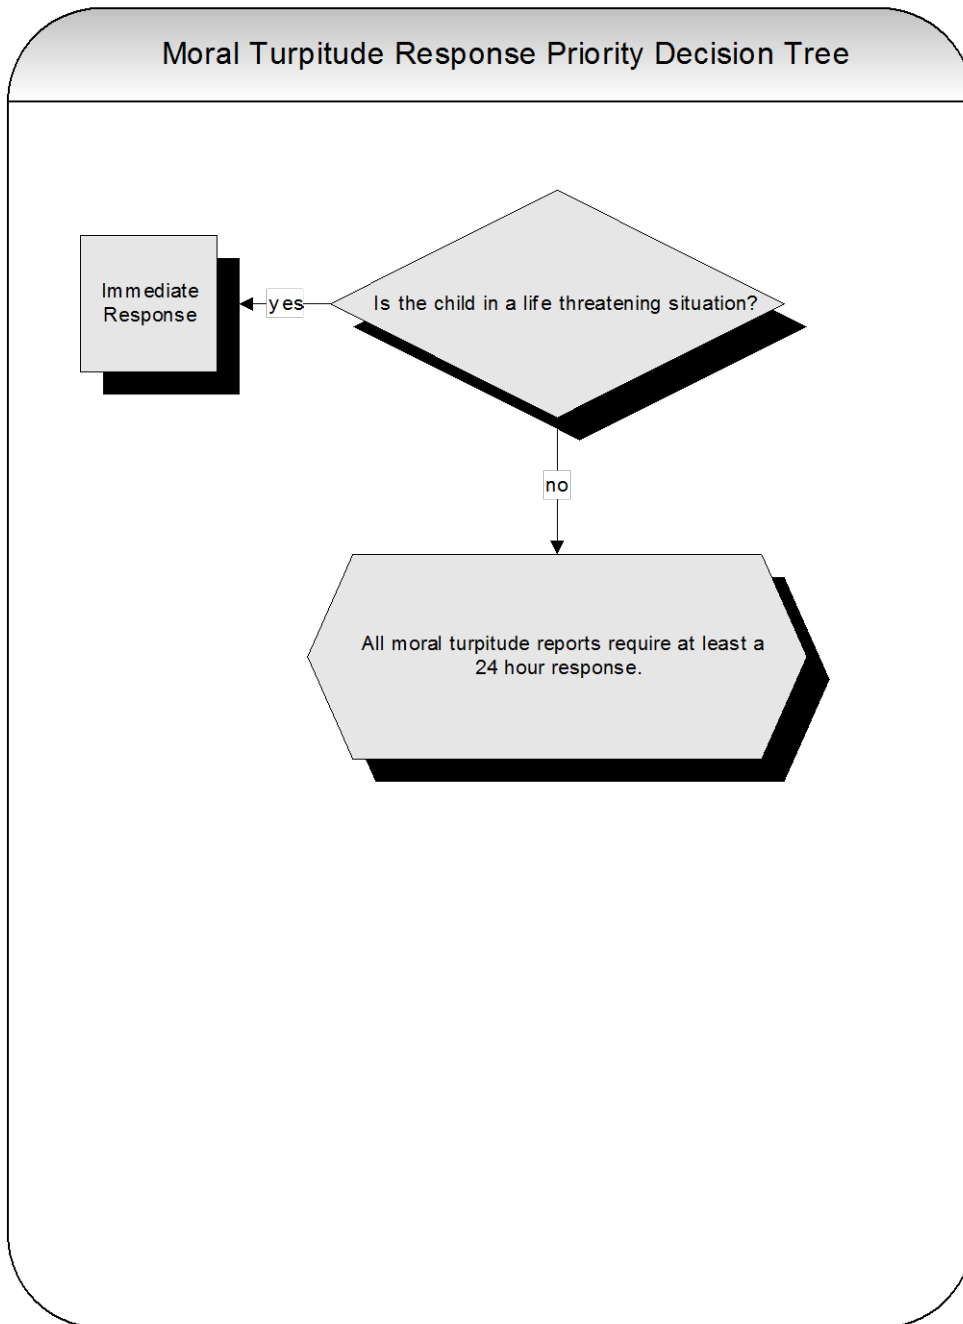 Moral Turpitude Response Priority Decision Tree
Immediate
Response
yes
Is the child in a life threatening situation?
no
All moral turpitude reports require at least a
24 hour response.